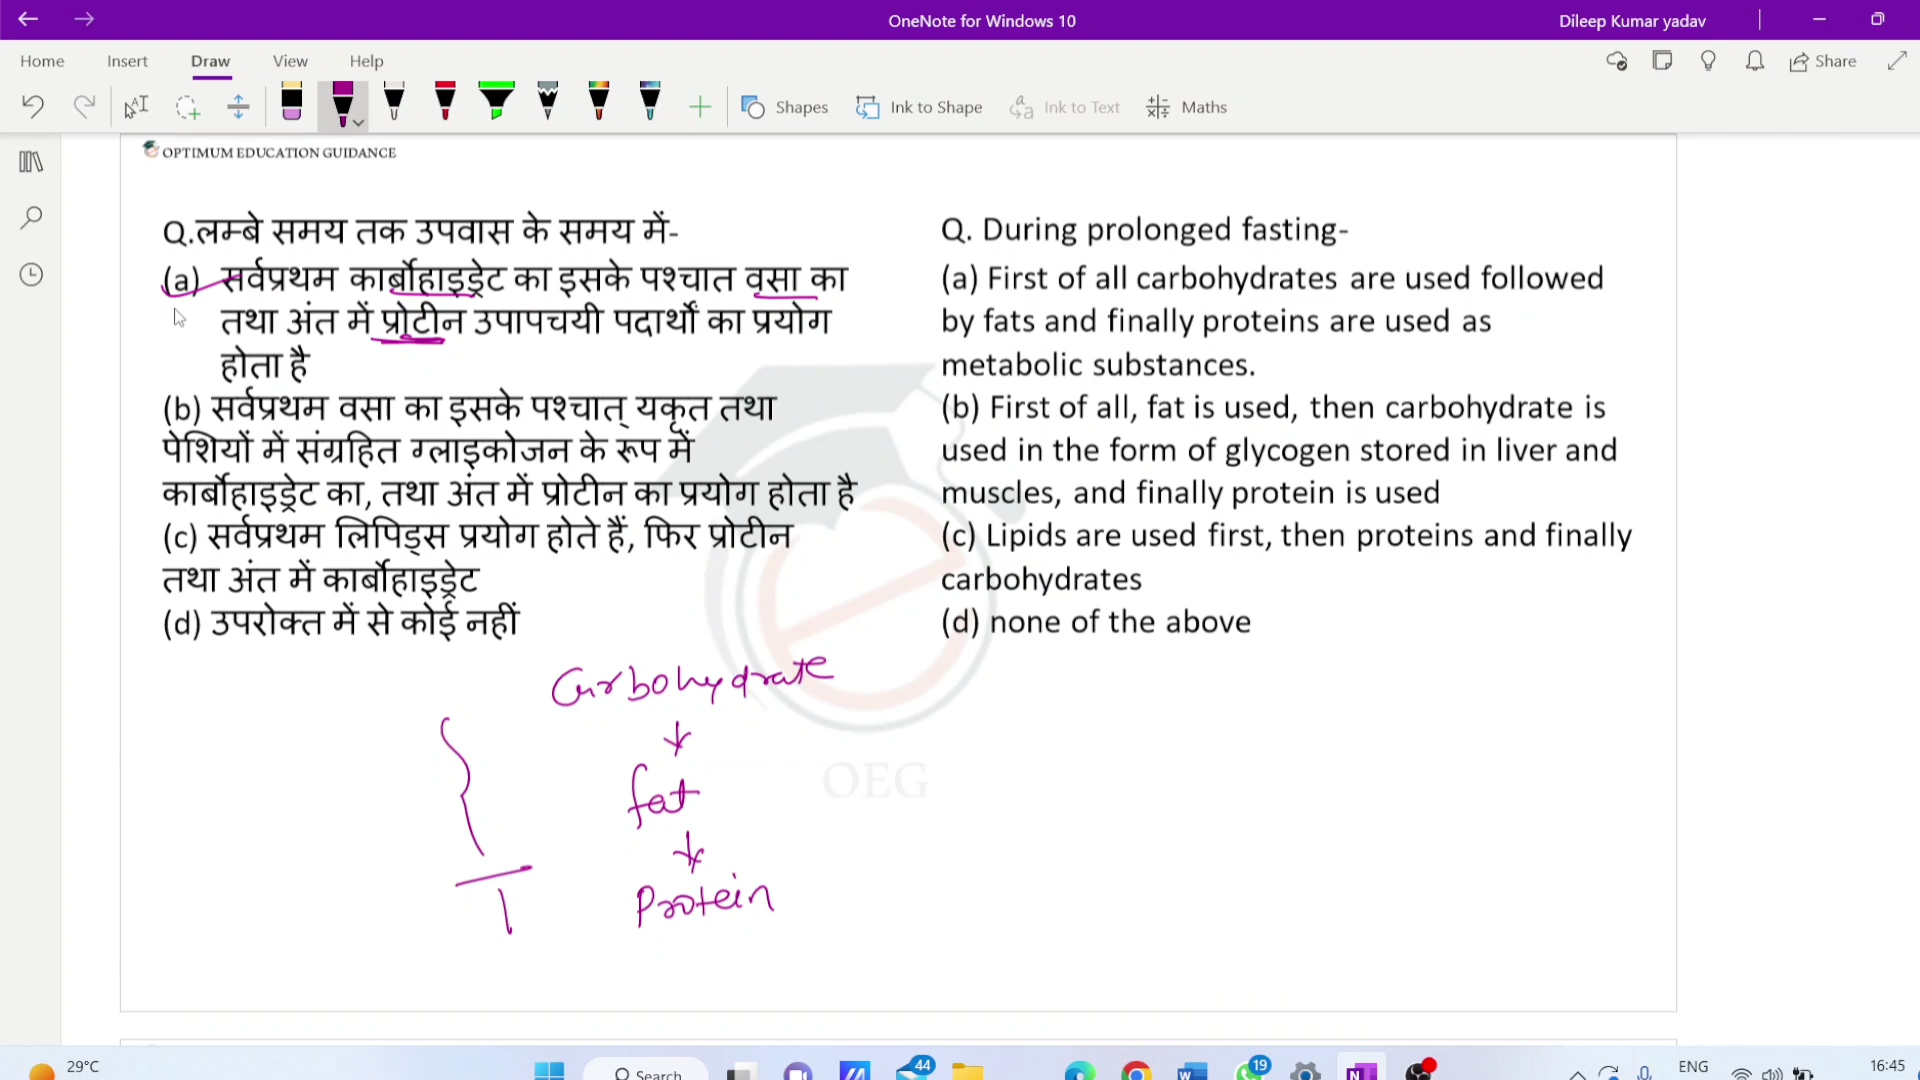 OneNote for Windows 10
Dileep Kumar yadav
Home Insert Draw View Help
Share
Shapes Ink to Shape Ink to Text Maths
OPTIMUM EDUCATION GUIDANCE
Q.लम्बे समय तक उपवास के समय में-
(a) सर्वप्रथम कार्बोहाइड्रेट का इसके पश्चात वसा का
तथा अंत में प्रोटीन उपापचयी पदार्थों का प्रयोग
होता है
(b) सर्वप्रथम वसा का इसके पश्चात् यकृत तथा
पेशियों में संग्रहित ग्लाइकोजन के रूप में
कार्बोहाइड्रेट का, तथा अंत में प्रोटीन का प्रयोग होता है
(c) सर्वप्रथम लिपिड्स प्रयोग होते हैं, फिर प्रोटीन
तथा अंत में कार्बोहाइड्रेट
(d) उपरोक्त में से कोई नहीं
Q. During prolonged fasting-
(a) First of all carbohydrates are used followed
by fats and finally proteins are used as
metabolic substances.
(b) First of all, fat is used, then carbohydrate is
used in the form of glycogen stored in liver and
muscles, and finally protein is used
(c) Lipids are used first, then proteins and finally
carbohydrates
(d) none of the above
Carbohydrate
fat
Protein
OEG
29°C
Search
44
19
ENG
16:45